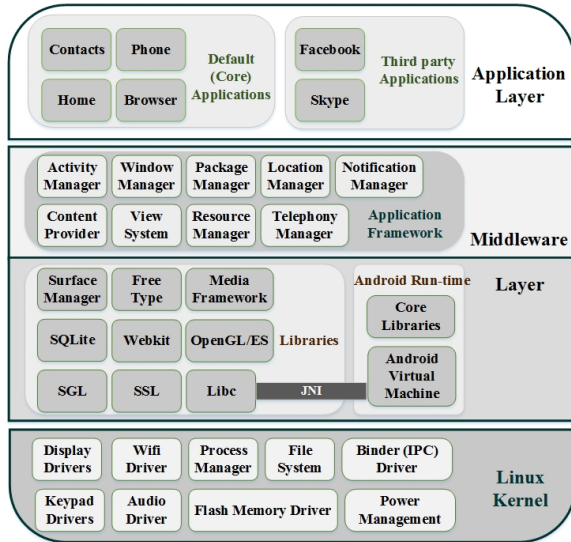 Contacts
Phone
Default
(Core)
Applications
Home
Browser
Facebook
Skype
Third party
Applications
Application
Layer
Activity
Manager
Window
Manager
Package
Manager
Location
Manager
Notification
Manager
Content
Provider
View
System
Resource
Manager
Telephony
Manager
Application
Framework
Middleware
Layer
Surface
Manager
Free
Type
Media
Framework
SQLite
Webkit
OpenGL/ES
Libraries
SGL
SSL
Libc
JNI
Android Run-time
Core
Libraries
Android
Virtual
Machine
Display
Drivers
Wifi
Driver
Process
Manager
File
System
Binder (IPC)
Driver
Keypad
Drivers
Audio
Driver
Flash Memory Driver
Power
Management
Linux
Kernel